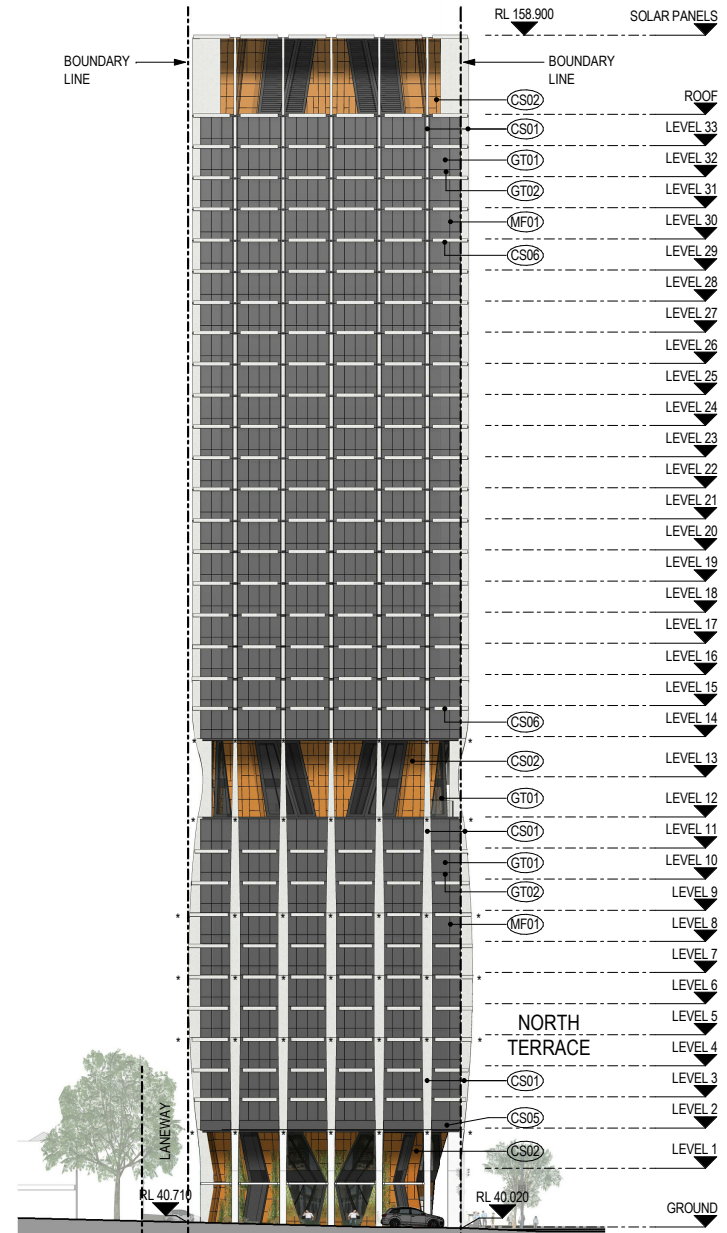 RL 158.900
SOLAR PANELS
BOUNDARY
LINE
BOUNDARY
LINE
CS02
ROOF
CS01
LEVEL 33
GT01
LEVEL 32
GT02
LEVEL 31
MF01
LEVEL 30
CS06
LEVEL 29
LEVEL 28
LEVEL 27
LEVEL 26
LEVEL 25
LEVEL 24
LEVEL 23
LEVEL 22
LEVEL 21
LEVEL 20
LEVEL 19
LEVEL 18
LEVEL 17
LEVEL 16
LEVEL 15
CS06
LEVEL 14
CS02
LEVEL 13
GT01
LEVEL 12
CS01
LEVEL 11
GT01
LEVEL 10
GT02
LEVEL 9
MF01
LEVEL 8
LEVEL 7
LEVEL 6
LEVEL 5
NORTH
TERRACE
LEVEL 4
CS01
LEVEL 3
CS05
LEVEL 2
LANEWAY
CS02
LEVEL 1
RL 40.710
RL 40.020
GROUND